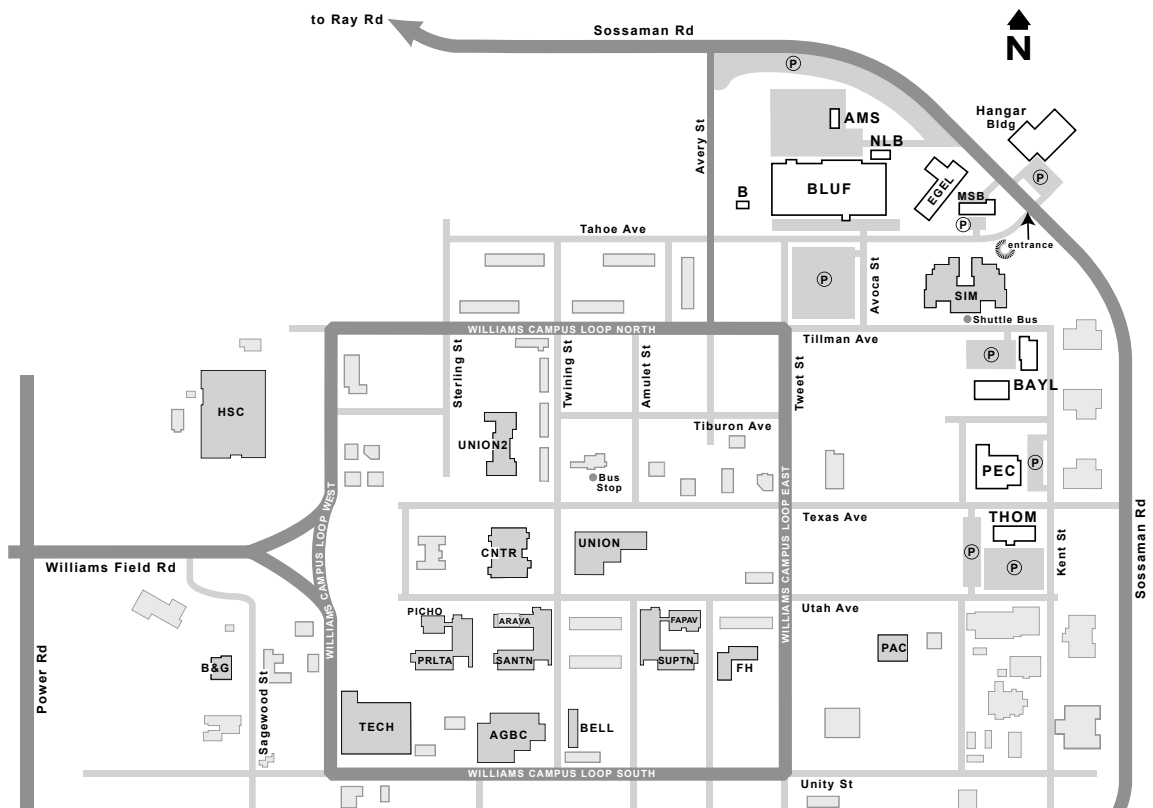 to Ray Rd
Sossaman Rd
N
P
AMS
Hangar
Bldg
NLB
Avery St
BLUF
EGEL
P
B
MSB
P
Tahoe Ave
entrance
P
Avoca St
SIM
Shuttle Bus
WILLIAMS CAMPUS LOOP NORTH
Tillman Ave
Sterling St
Twining St
Amulet St
Tweet St
P
BAYL
HSC
Tiburon Ave
UNION2
Bus
Stop
PEC
P
WILLIAMS CAMPUS LOOP WEST
WILLIAMS CAMPUS LOOP EAST
Texas Ave
THOM
Sossaman Rd
CNTR
UNION
P
Kent St
Williams Field Rd
P
Utah Ave
PICHO
ARAVA
FAPAV
PRLTA
SANTN
SUPTN
FH
PAC
B&G
Power Rd
Sagewood St
TECH
AGBC
BELL
WILLIAMS CAMPUS LOOP SOUTH
Unity St